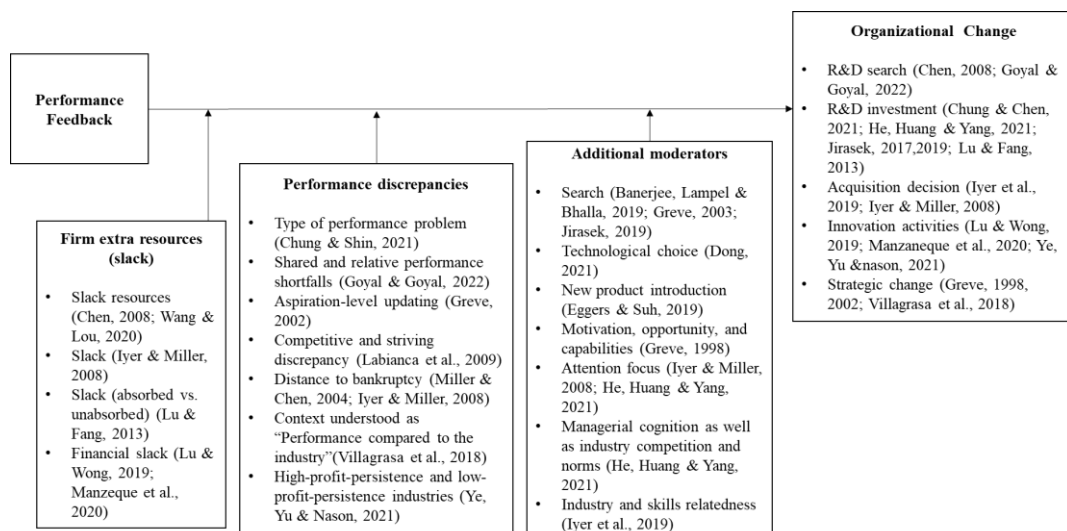 Performance
Feedback
Firm extra resources
(slack)
• Slack resources
(Chen, 2008; Wang &
Lou, 2020)
• Slack (Iyer & Miller,
2008)
• Slack (absorbed vs.
unabsorbed) (Lu &
Fang, 2013)
• Financial slack (Lu &
Wong, 2019;
Manzeque et al.,
2020)
Performance discrepancies
• Type of performance problem
(Chung & Shin, 2021)
• Shared and relative performance
shortfalls (Goyal & Goyal, 2022)
• Aspiration-level updating (Greve,
2002)
• Competitive and striving
discrepancy (Labianca et al., 2009)
• Distance to bankruptcy (Miller &
Chen, 2004; Iyer & Miller, 2008)
• Context understood as
“Performance compared to the
industry”(Villagrasa et al., 2018)
• High-profit-persistence and low-
profit-persistence industries (Ye,
Yu & Nason, 2021)
Additional moderators
• Search (Banerjee, Lampel &
Bhalla, 2019; Greve, 2003;
Jirasek, 2019)
• Technological choice (Dong,
2021)
• New product introduction
(Eggers & Suh, 2019)
• Motivation, opportunity, and
capabilities (Greve, 1998)
• Attention focus (Iyer & Miller,
2008; He, Huang & Yang,
2021)
• Managerial cognition as well
as industry competition and
norms (He, Huang & Yang,
2021)
• Industry and skills relatedness
(Iyer et al., 2019)
Organizational Change
• R&D search (Chen, 2008; Goyal &
Goyal, 2022)
• R&D investment (Chung & Chen,
2021; He, Huang & Yang, 2021;
Jirasek, 2017,2019; Lu & Fang,
2013)
• Acquisition decision (Iyer et al.,
2019; Iyer & Miller, 2008)
• Innovation activities (Lu & Wong,
2019; Manzaneque et al., 2020; Ye,
Yu &nason, 2021)
• Strategic change (Greve, 1998,
2002; Villagrasa et al., 2018)